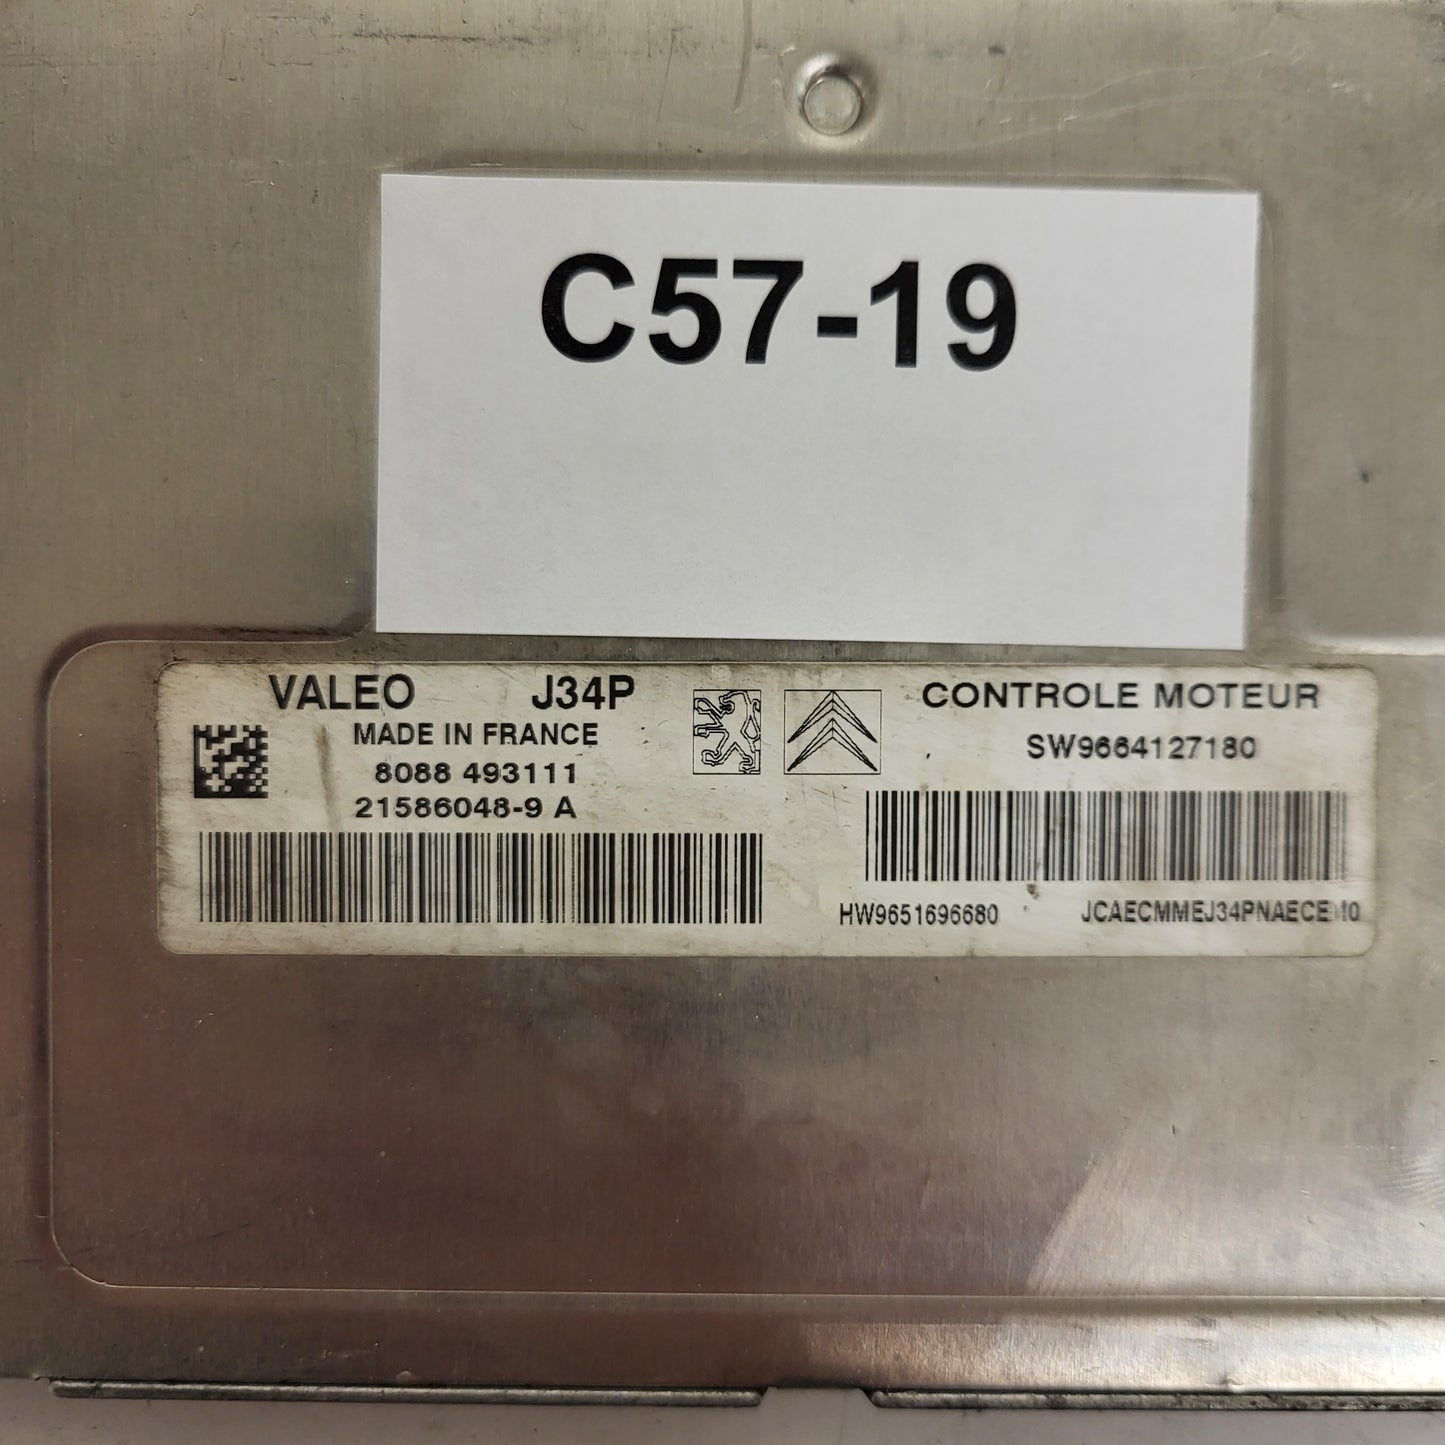 C57-19
VALEO J34P
MADE IN FRANCE
8088 493111
21586048-9 A
CONTROLE MOTEUR
SW9664127180
HW9651696680